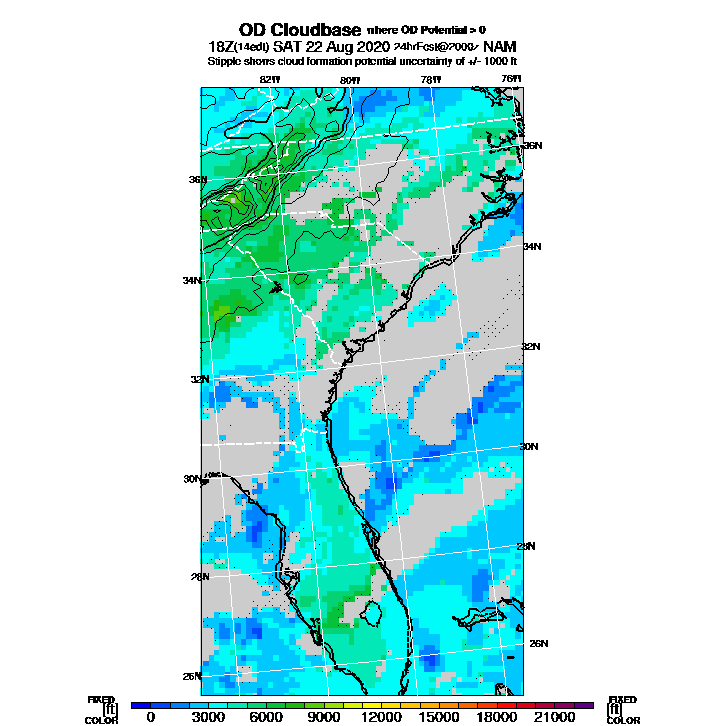 OD Cloudbase where OD Potential > 0
18Z(14edt) SAT 22 Aug 2020 24hrFcst@2000z NAM
Stipple shows cloud formation potential uncertainty of +/- 1000 ft
82W 80W 78W 76W
36N 36N
34N 34N
32N 32N
30N 30N
28N 28N
26N 26N
FIXED FIXED
[ft] [ft]
COLOR COLOR
0 3000 6000 9000 12000 15000 18000 21000